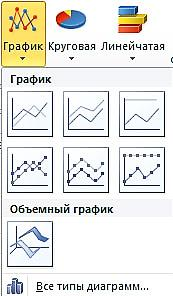 График Круговая Линейчатая
График
Объемный график
Все типы диаграмм...